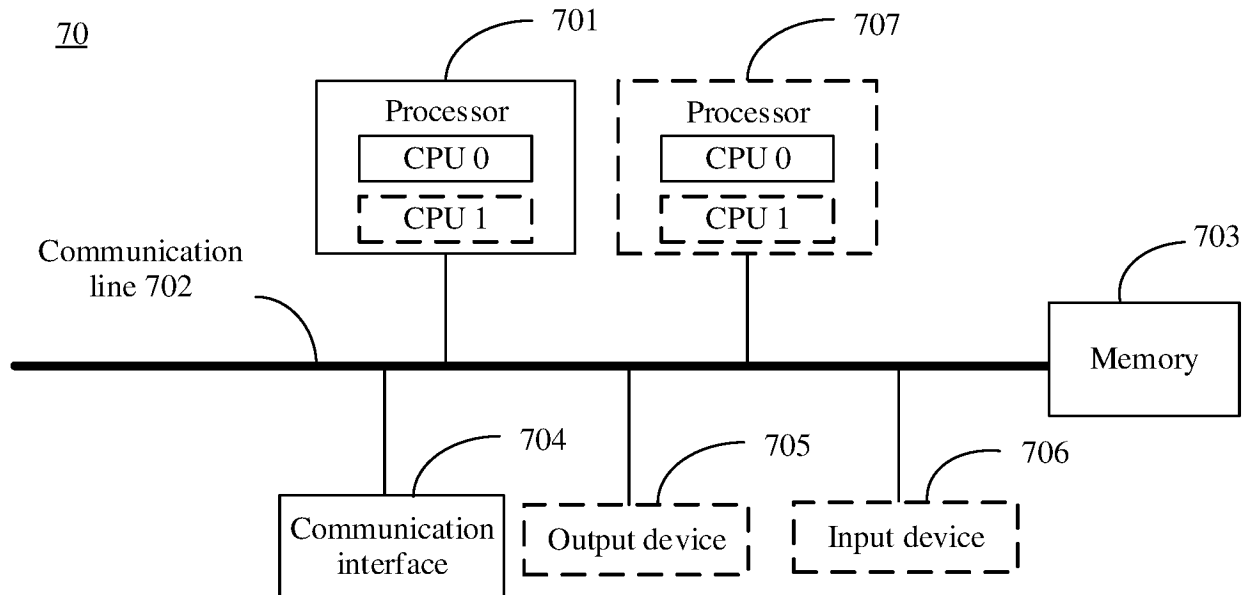 70
701
707
Processor
CPU 0
CPU 1
Processor
CPU 0
CPU 1
Communication
line 702
703
Memory
704
705
706
Communication
interface
Output device
Input device